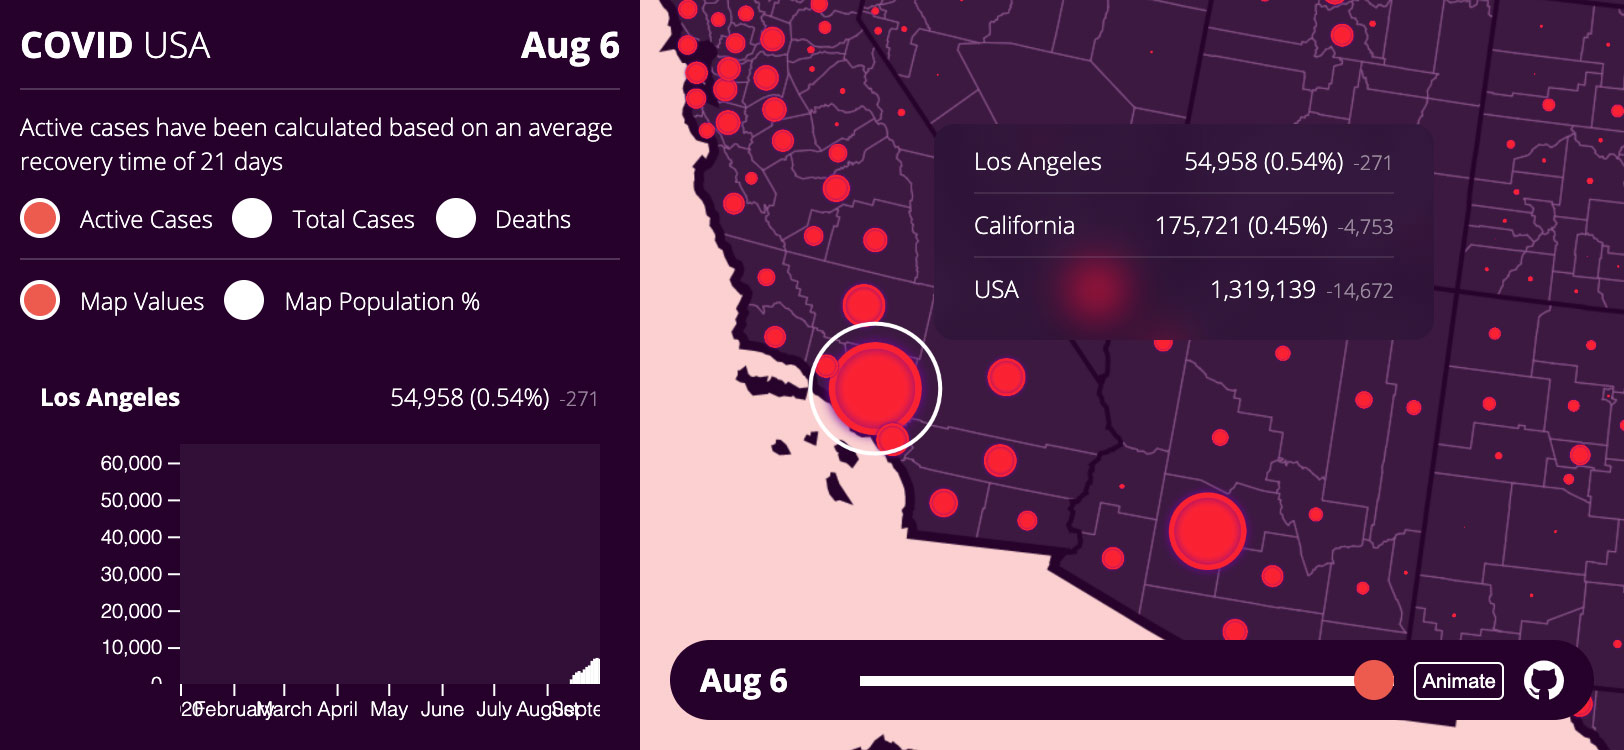 COVID USA
Aug 6
Active cases have been calculated based on an average
recovery time of 21 days
Active Cases
Total Cases
Deaths
Map Values
Map Population %
Los Angeles
54,958 (0.54%) -271
60,000
50,000
40,000
30,000
20,000
10,000
0
20 February March April May June July August Septe
Los Angeles 54,958 (0.54%) -271
California 175,721 (0.45%) -4,753
USA 1,319,139 -14,672
Aug 6
Animate